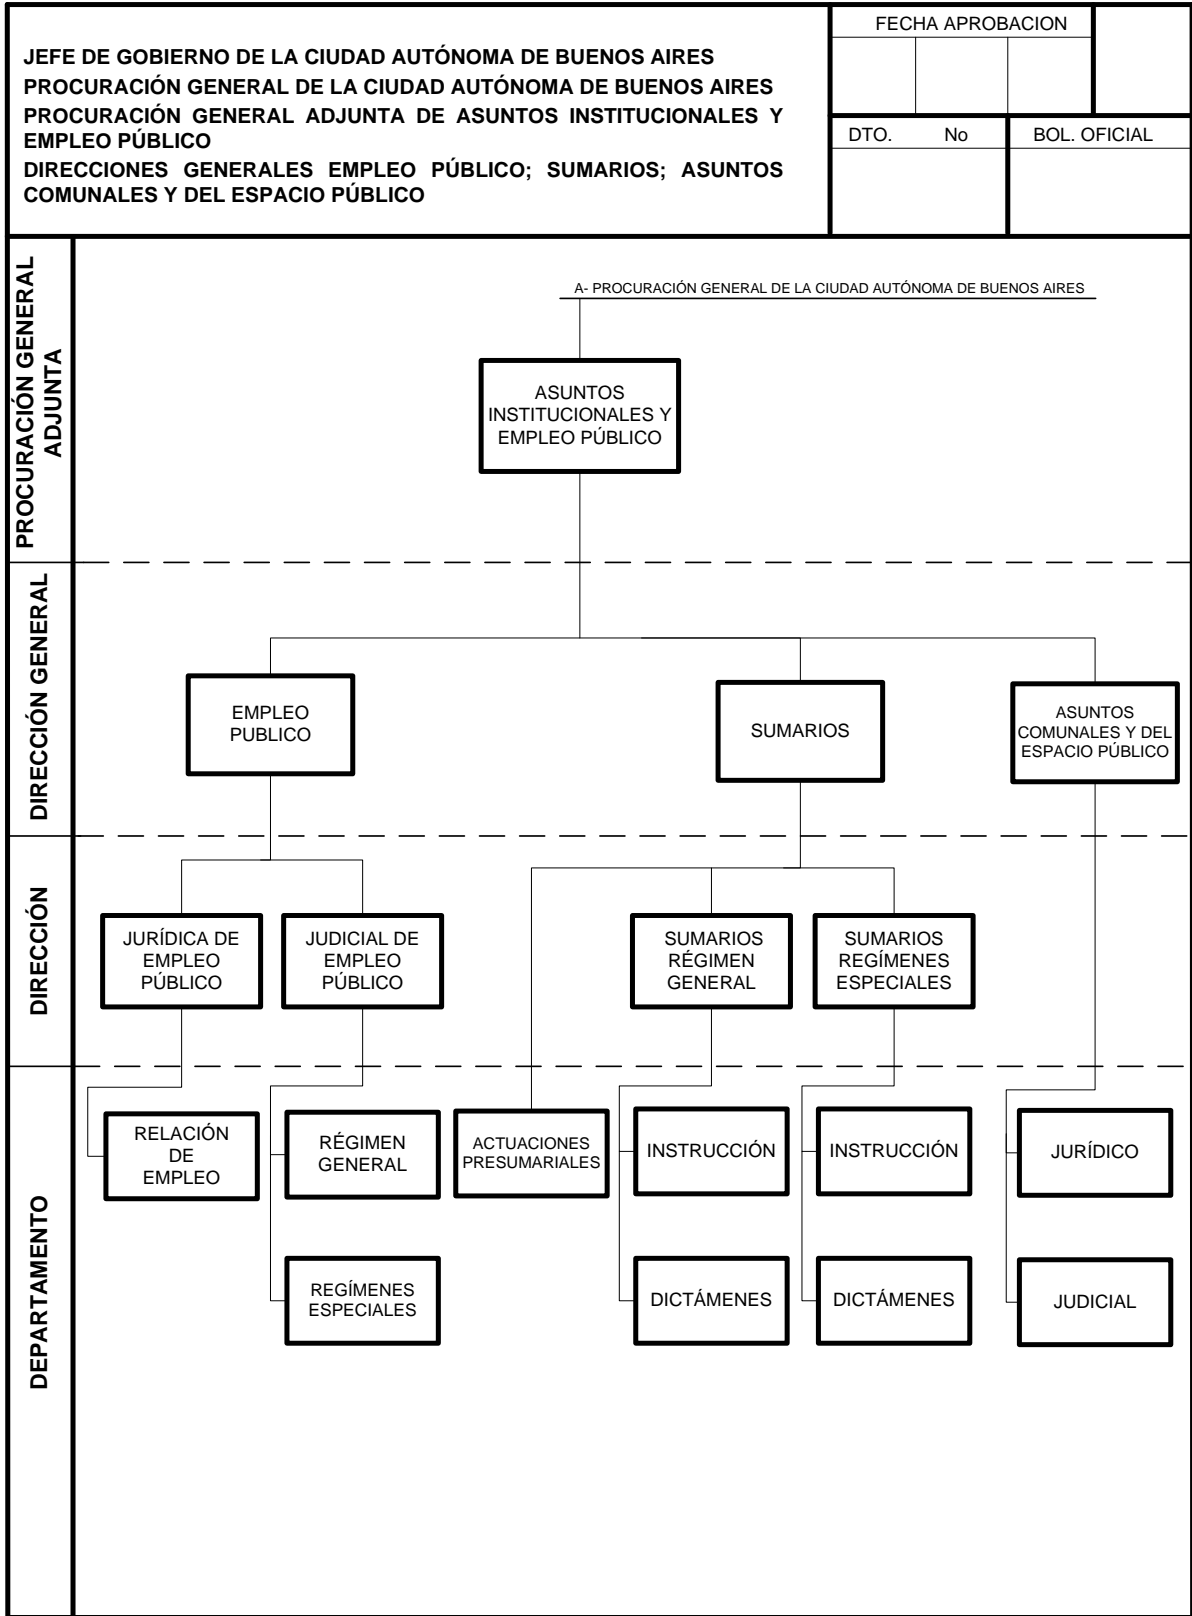 JEFE DE GOBIERNO DE LA CIUDAD AUTÓNOMA DE BUENOS AIRES
PROCURACIÓN GENERAL DE LA CIUDAD AUTÓNOMA DE BUENOS AIRES
PROCURACIÓN GENERAL ADJUNTA DE ASUNTOS INSTITUCIONALES Y
EMPLEO PÚBLICO
DIRECCIONES GENERALES EMPLEO PÚBLICO; SUMARIOS; ASUNTOS
COMUNALES Y DEL ESPACIO PÚBLICO
FECHA APROBACION
DTO. No
BOL. OFICIAL
PROCURACIÓN GENERAL
ADJUNTA
A- PROCURACIÓN GENERAL DE LA CIUDAD AUTÓNOMA DE BUENOS AIRES
ASUNTOS
INSTITUCIONALES Y
EMPLEO PÚBLICO
DIRECCIÓN GENERAL
EMPLEO
PUBLICO
SUMARIOS
ASUNTOS
COMUNALES Y DEL
ESPACIO PÚBLICO
DIRECCIÓN
JURÍDICA DE
EMPLEO
PÚBLICO
JUDICIAL DE
EMPLEO
PÚBLICO
SUMARIOS
RÉGIMEN
GENERAL
SUMARIOS
REGÍMENES
ESPECIALES
DEPARTAMENTO
RELACIÓN
DE
EMPLEO
RÉGIMEN
GENERAL
ACTUACIONES
PRESUMARIALES
INSTRUCCIÓN
INSTRUCCIÓN
JURÍDICO
REGÍMENES
ESPECIALES
DICTÁMENES
DICTÁMENES
JUDICIAL